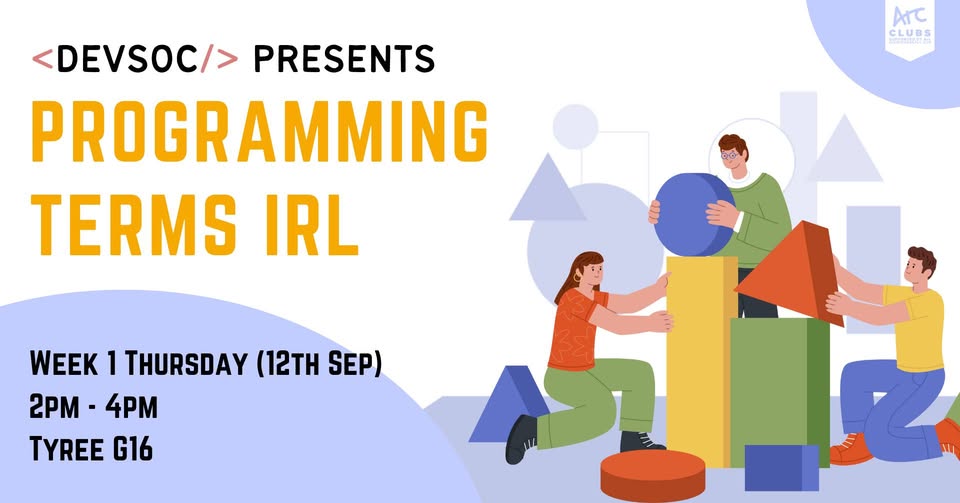 <DEVSOC/> PRESENTS
PROGRAMMING
TERMS IRL
WEEK 1 THURSDAY (12TH SEP)
2PM - 4PM
TYREE G16
Arc
CLUBS